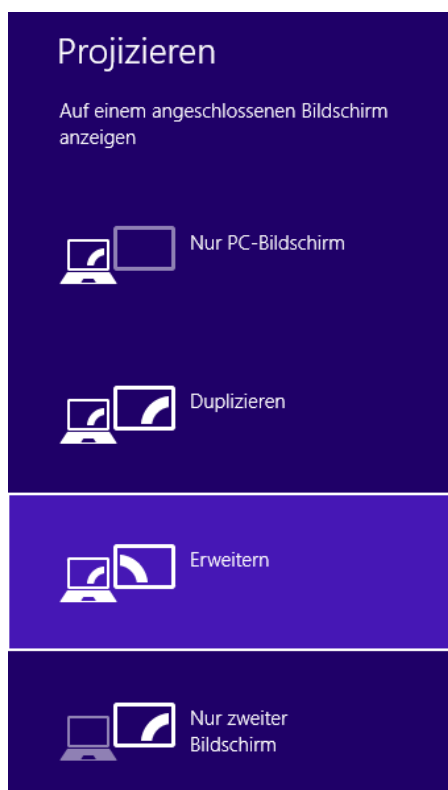 Projizieren
Auf einem angeschlossenen Bildschirm
anzeigen
Nur PC-Bildschirm
Duplizieren
Erweitern
Nur zweiter
Bildschirm